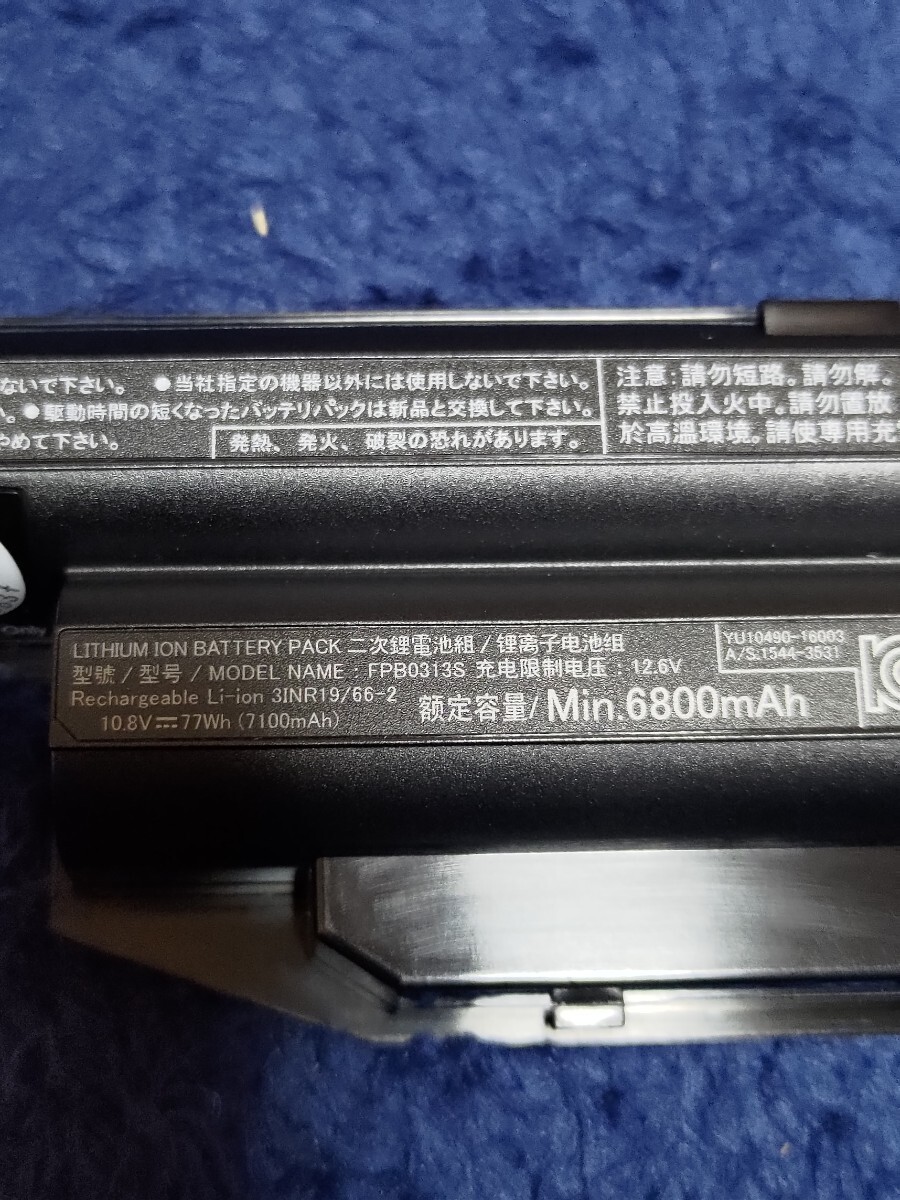 ないで下さい。 ●当社指定の機器以外には使用しないで下さい。
い。●駆動時間の短くなったバッテリパックは新品と交換して下さい。
やめて下さい。
発熱、発火、破裂の恐れがあります。
注意:請勿短路。請勿解。
禁止投入火中。請勿置放
於高溫環境。請使専用充電
Only
LITHIUM ION BATTERY PACK 二次鋰電池組 / 锂离子电池组
型號 / 型号 / MODEL NAME : FPB0313S 充电限制电压 : 12.6V
Rechargeable Li-ion 3INR19/66-2
10.8V⎓77Wh (7100mAh)
额定容量/Min.6800mAh
YU10490-16003
A/S.1544-3531